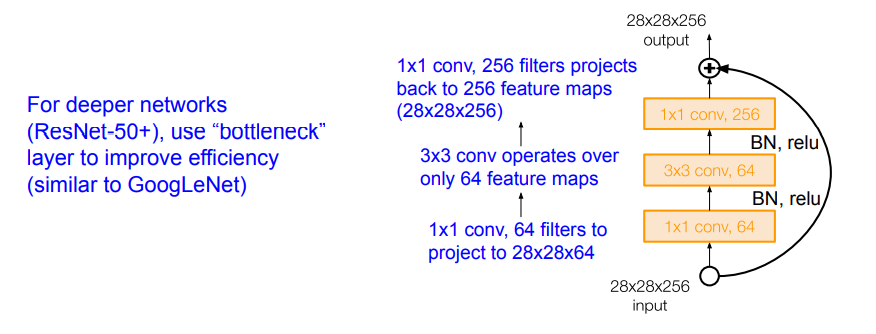 For deeper networks
(ResNet-50+), use “bottleneck”
layer to improve efficiency
(similar to GoogLeNet)
1x1 conv, 256 filters projects
back to 256 feature maps
(28x28x256)
3x3 conv operates over
only 64 feature maps
1x1 conv, 64 filters to
project to 28x28x64
28x28x256
output
1x1 conv, 256
BN, relu
3x3 conv, 64
BN, relu
1x1 conv, 64
28x28x256
input